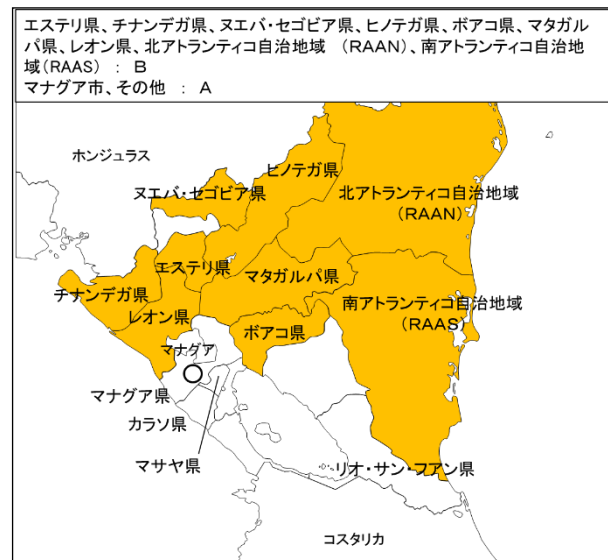 エステリ県、チナンデガ県、ヌエバ・セゴビア県、ヒノテガ県、ボアコ県、マタガル
パ県、レオン県、北アトランティコ自治地域　（RAAN）、南アトランティコ自治地
域（RAAS）　：　B
マナグア市、その他　：　A
ホンジュラス
ヒノテガ県
ヌエバ・セゴビア県
北アトランティコ自治地域
（RAAN）
エステリ県
マタガルパ県
チナンデガ県
南アトランティコ自治地域
（RAAS）
レオン県
ボアコ県
マナグア
マナグア県
カラソ県
マサヤ県
リオ・サン・フアン県
コスタリカ